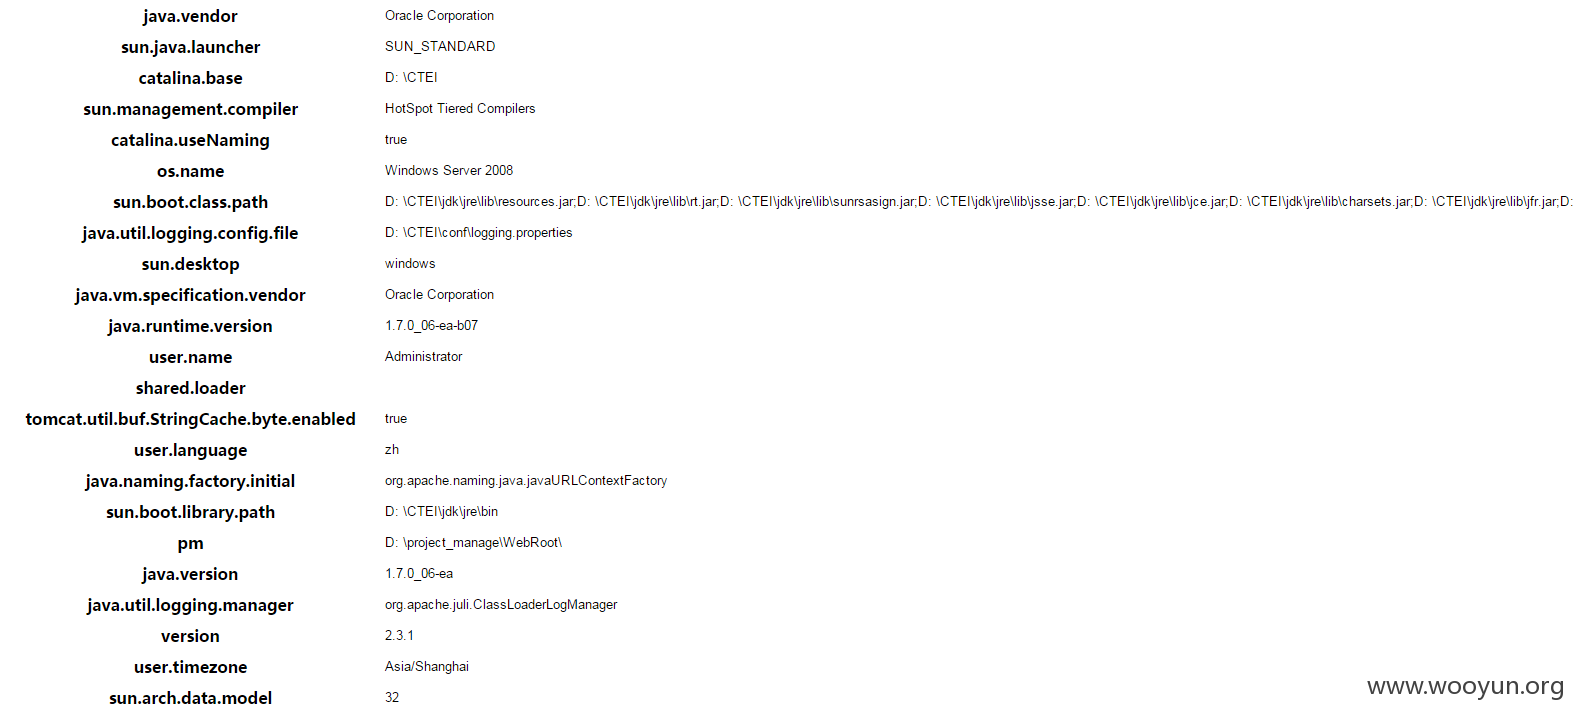 java.vendor Oracle Corporation
sun.java.launcher SUN_STANDARD
catalina.base D: \CTEI
sun.management.compiler HotSpot Tiered Compilers
catalina.useNaming true
os.name Windows Server 2008
sun.boot.class.path D: \CTEI\jdk\jre\lib\resources.jar;D: \CTEI\jdk\jre\lib\rt.jar;D: \CTEI\jdk\jre\lib\sunrsasign.jar;D: \CTEI\jdk\jre\lib\jsse.jar;D: \CTEI\jdk\jre\lib\jce.jar;D: \CTEI\jdk\jre\lib\charsets.jar;D: \CTEI\jdk\jre\lib\jfr.jar;D:
java.util.logging.config.file D: \CTEI\conf\logging.properties
sun.desktop windows
java.vm.specification.vendor Oracle Corporation
java.runtime.version 1.7.0_06-ea-b07
user.name Administrator
shared.loader
tomcat.util.buf.StringCache.byte.enabled true
user.language zh
java.naming.factory.initial org.apache.naming.java.javaURLContextFactory
sun.boot.library.path D: \CTEI\jdk\jre\bin
pm D: \project_manage\WebRoot\
java.version 1.7.0_06-ea
java.util.logging.manager org.apache.juli.ClassLoaderLogManager
version 2.3.1
user.timezone Asia/Shanghai
sun.arch.data.model 32
www.wooyun.org